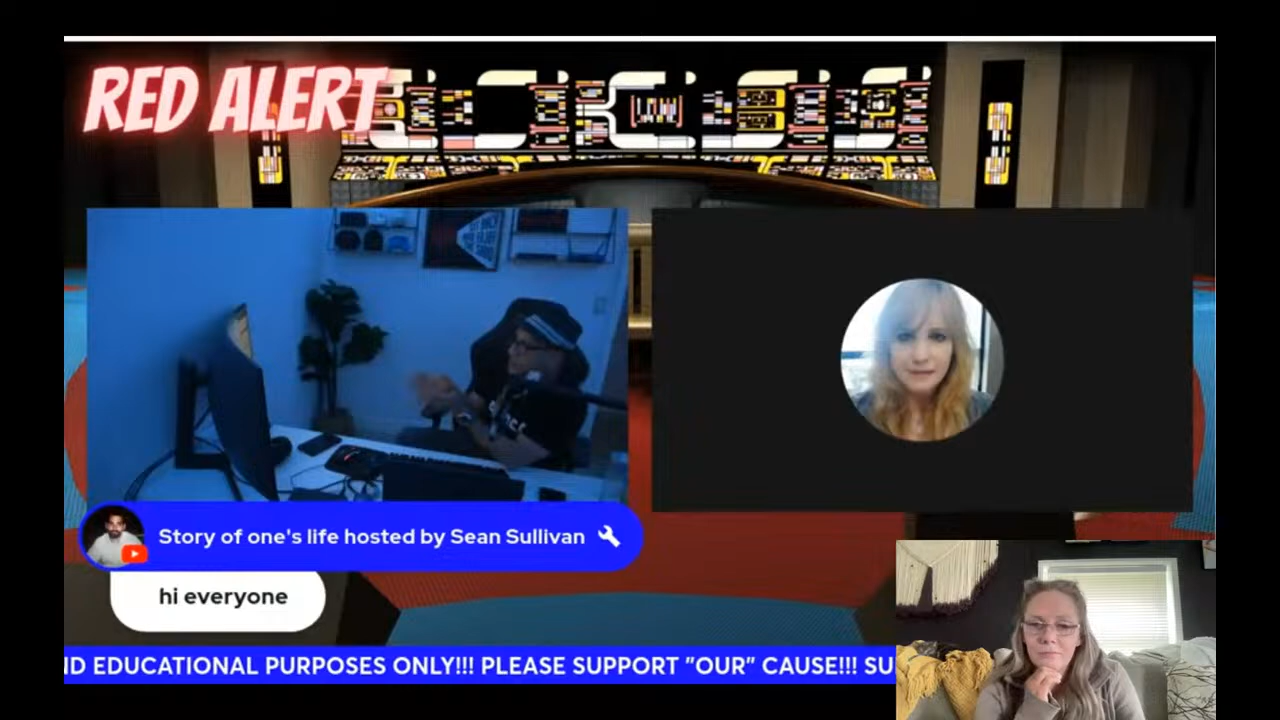 RED ALERT
Story of one's life hosted by Sean Sullivan
hi everyone
ND EDUCATIONAL PURPOSES ONLY!!! PLEASE SUPPORT "OUR" CAUSE!!! SU